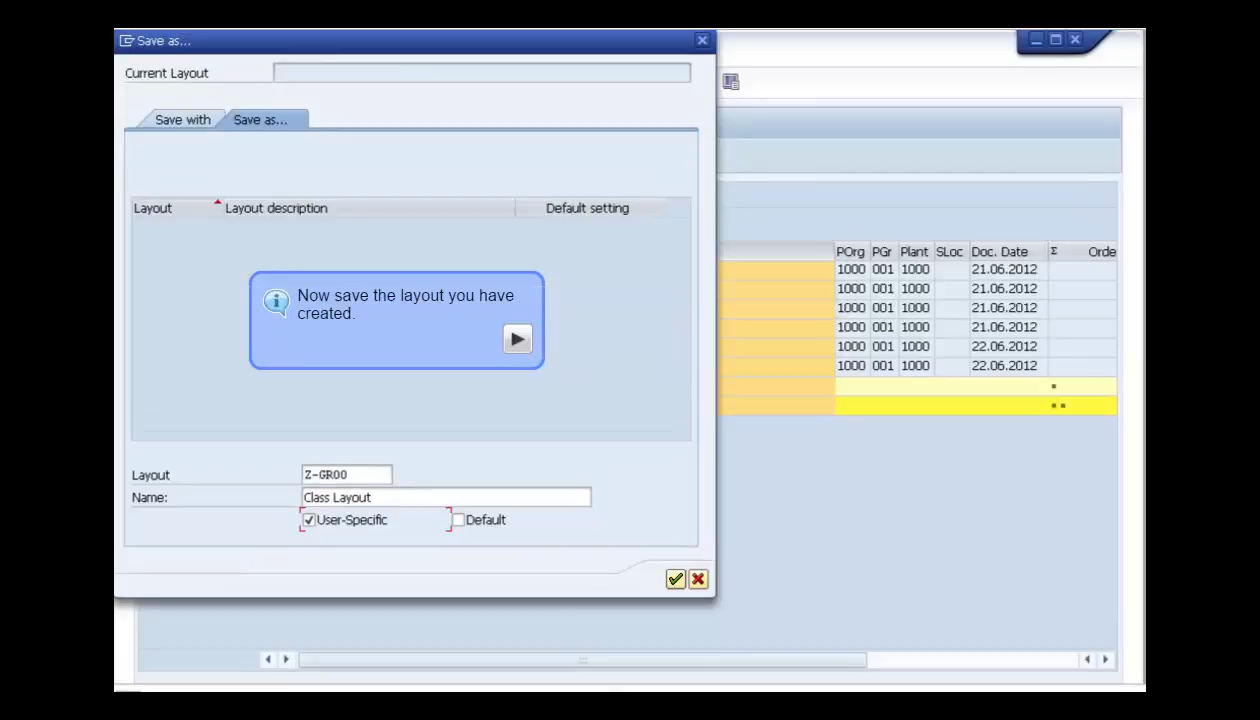 Save as...
Current Layout
Save with Save as...
Layout Layout description Default setting
Now save the layout you have
created.
Layout Z-GR00
Name: Class Layout
User-Specific Default
POrg PGr Plant SLoc Doc. Date Σ Orde
1000 001 1000 21.06.2012
1000 001 1000 21.06.2012
1000 001 1000 21.06.2012
1000 001 1000 21.06.2012
1000 001 1000 22.06.2012
1000 001 1000 22.06.2012